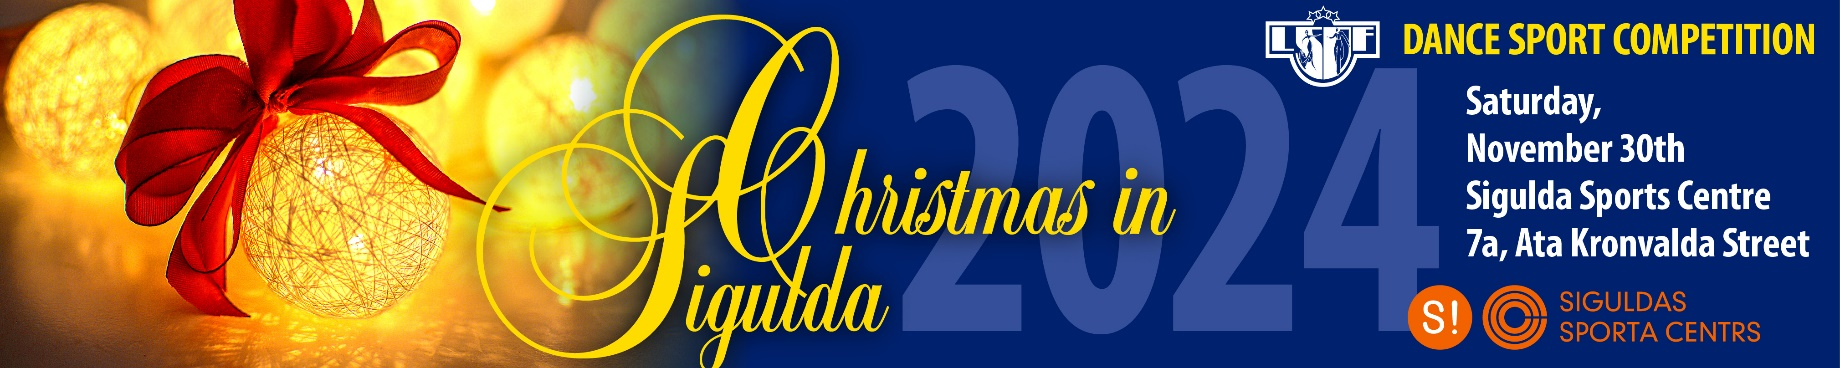 Christmas in
Sigulda
2024
DANCE SPORT COMPETITION
Saturday,
November 30th
Sigulda Sports Centre
7a, Ata Kronvalda Street
S!
SIGULDAS
SPORTA CENTRS